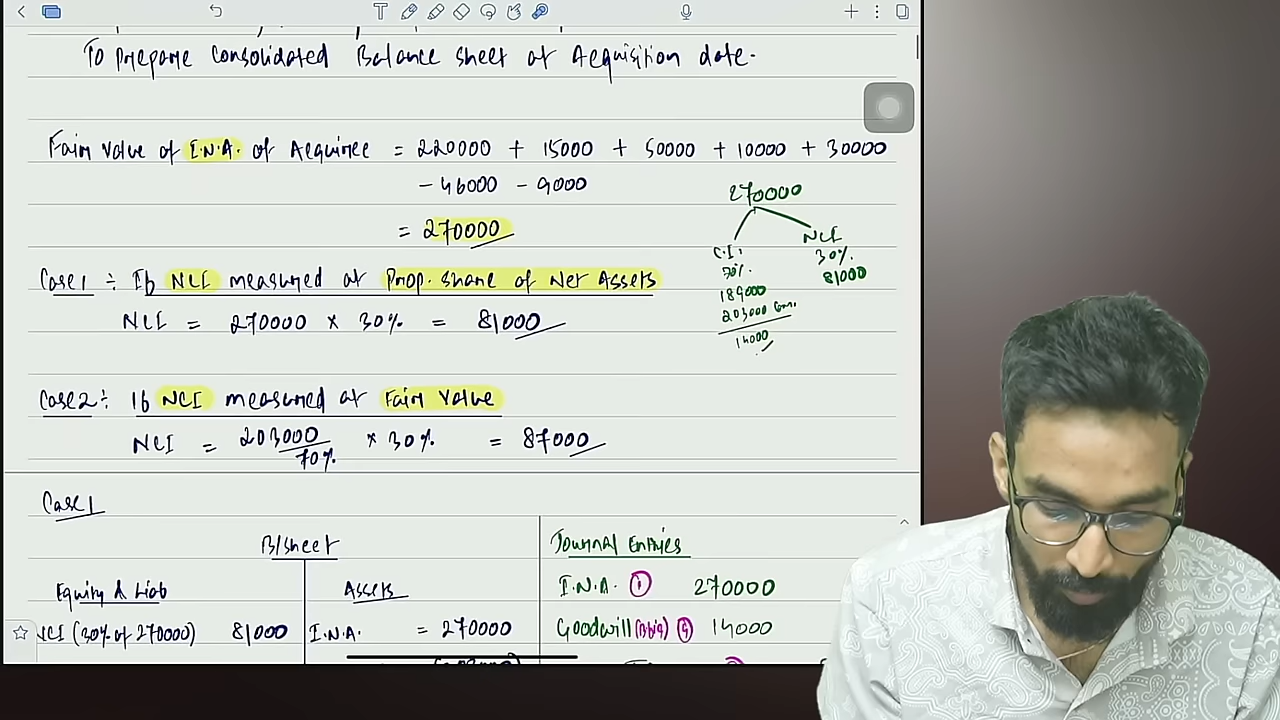 To Prepare Consolidated Balance sheet at Acquisition date.
Fair value of I.N.A. of Acquiree = 220000 + 15000 + 50000 + 10000 + 30000
- 46000 - 9000
= 270000
270000
C.I. NCI
70% 30%
189000 81000
203000
14000
Case1 ÷ If NCI measured at Prop. share of Net Assets
NCI = 270000 × 30% = 81000
Case2 ÷ If NCI measured at Fair Value
NCI = 203000/70% × 30% = 87000
Case1
B/sheet
Equity & Liab Assets
NCI (30% of 270000) 81000 I.N.A. = 270000
Journal Entries
I.N.A. ① 270000
Goodwill (B/fig) ④ 14000